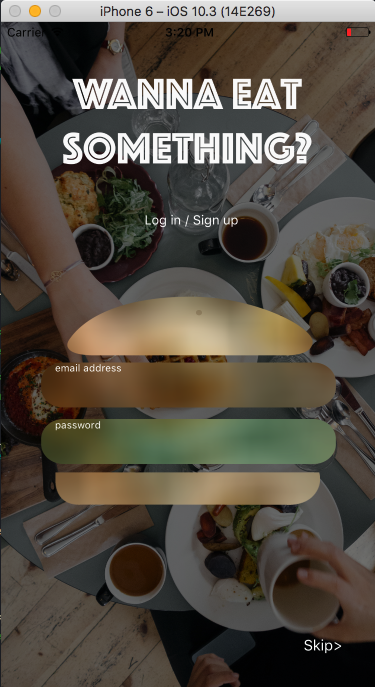 iPhone 6 – iOS 10.3 (14E269)
Carrier 3:20 PM
WANNA EAT
SOMETHING?
Log in / Sign up
email address
password
Skip>